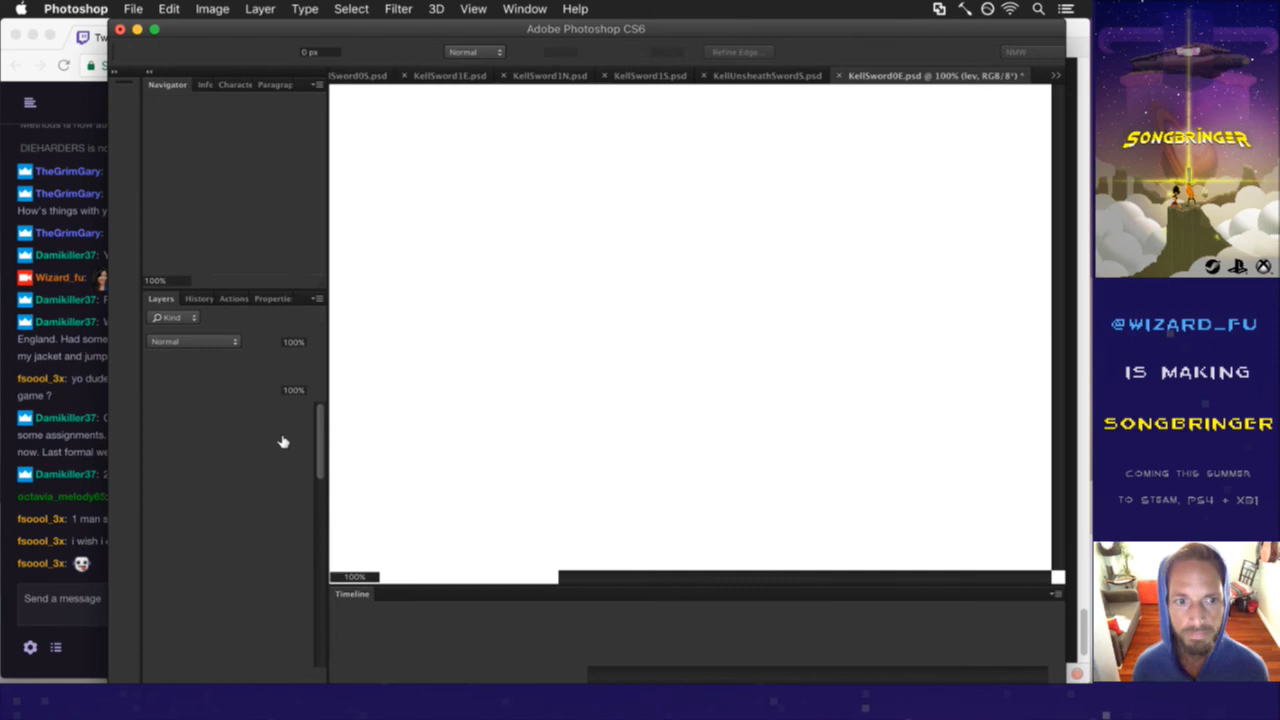 Photoshop File Edit Image Layer Type Select Filter 3D View Window Help
Adobe Photoshop CS6
0 px Normal Refine Edge... NMW
Sword0S.psd × KellSword1E.psd × KellSword1N.psd × KellSword1S.psd × KellUnsheathSwordS.psd × KellSword0E.psd @ 100% (lev, RGB/8*) *
Navigator Info Characte Paragrap
100%
Layers History Actions Propertie
Kind
Normal 100%
100%
100%
Timeline
DIEHARDERS is no
TheGrimGary:
TheGrimGary:
How's things with y
TheGrimGary:
Damikiller37:
Wizard_fu:
Damikiller37:
Damikiller37:
England. Had some
my jacket and jump
fsoool_3x: yo dude
game ?
Damikiller37:
some assignments.
now. Last formal we
Damikiller37: 2
octavia_melody65:
fsoool_3x: 1 man s
fsoool_3x: i wish i
fsoool_3x:
Send a message
SONGBRINGER
@WIZARD_FU
IS MAKING
SONGBRINGER
COMING THIS SUMMER
TO STEAM, PS4 + XB1